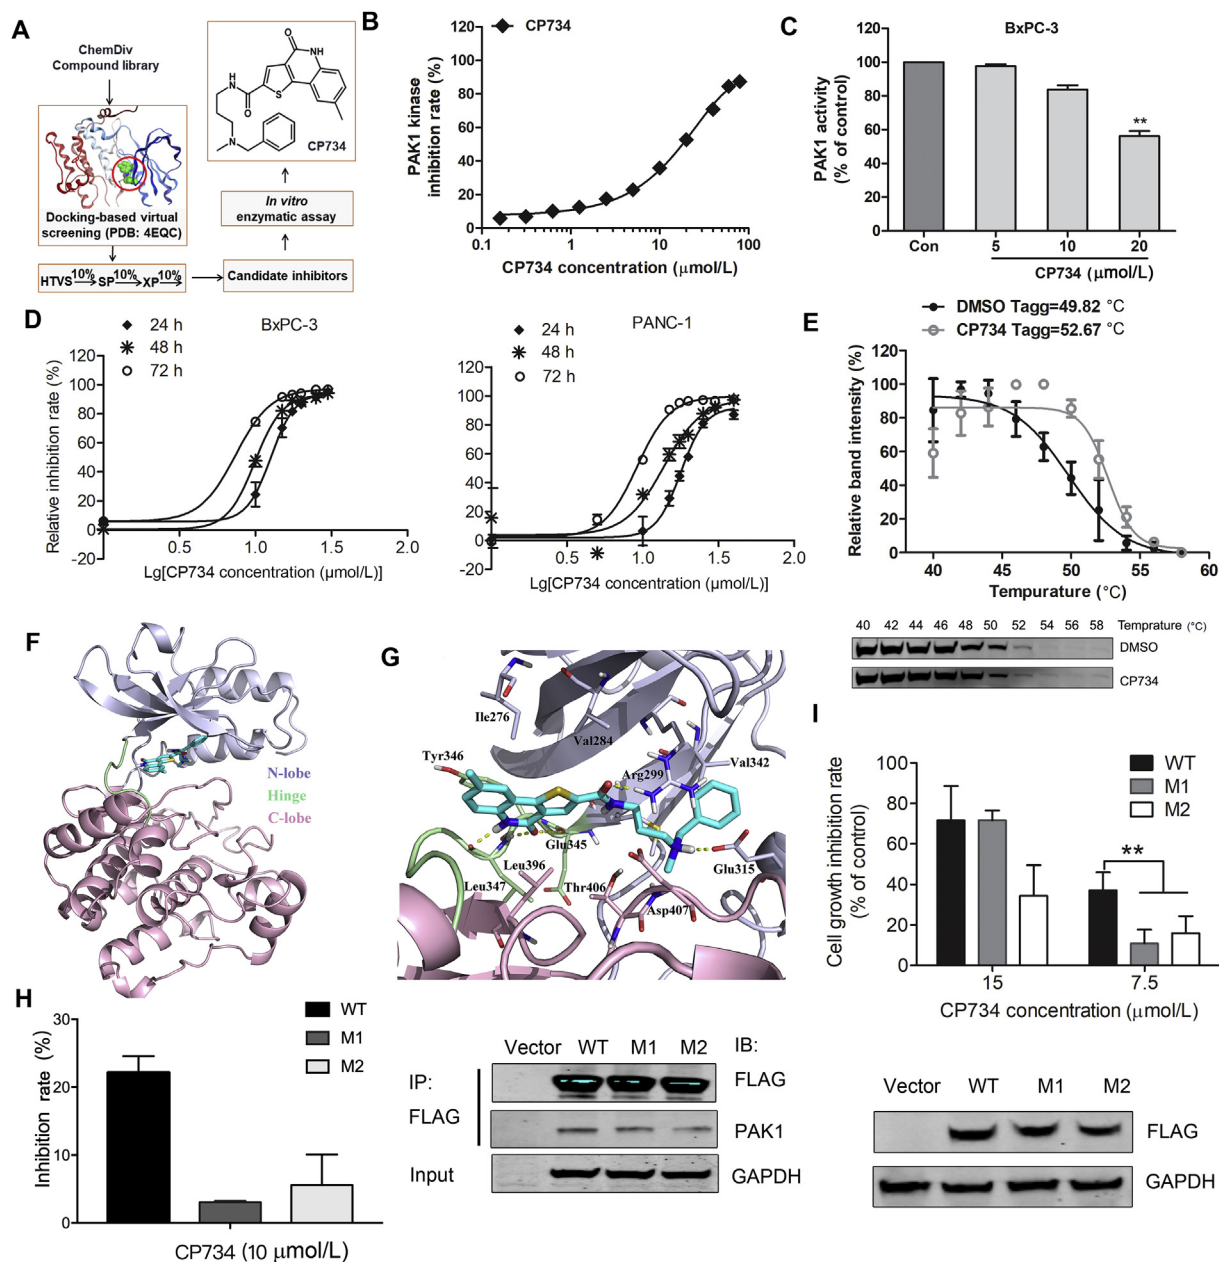 A
ChemDiv
Compound library
Docking-based virtual
screening (PDB: 4EQC)
HTVS 10% SP 10% XP 10%
Candidate inhibitors
In vitro
enzymatic assay
O
NH
H
N
O
S
N
Me
CP734
B
CP734
PAK1 kinase
inhibition rate (%)
120
100
80
60
40
20
0
0.1 1 10 100
CP734 concentration (μmol/L)
C
BxPC-3
PAK1 activity
(% of control)
120
100
80
60
40
20
0
**
Con 5 10 20
CP734 (μmol/L)
D
24 h
48 h
72 h
BxPC-3
Relative inhibition rate (%)
120
100
80
60
40
20
0
-20
0.5 1.0 1.5 2.0
Lg[CP734 concentration (μmol/L)]
PANC-1
24 h
48 h
72 h
120
100
80
60
40
20
0
-20
0.5 1.0 1.5 2.0
Lg[CP734 concentration (μmol/L)]
E
DMSO Tagg=49.82 °C
CP734 Tagg=52.67 °C
Relative band intensity (%)
120
100
80
60
40
20
0
40 45 50 55 60
Tempurature (°C)
40 42 44 46 48 50 52 54 56 58 Temprature (°C)
DMSO
CP734
F
N-lobe
Hinge
C-lobe
G
Ile276
Val284
Tyr346
Arg299
Val342
Glu345
Leu396
Glu315
Leu347
Thr406
Asp407
H
Inhibition rate (%)
30
20
10
0
WT
M1
M2
CP734 (10 μmol/L)
Vector WT M1 M2 IB:
IP:
FLAG
FLAG
PAK1
Input
GAPDH
I
Cell growth inhibition rate
(% of control)
100
80
60
40
20
0
WT
M1
M2
**
15 7.5
CP734 concentration (μmol/L)
Vector WT M1 M2
FLAG
GAPDH